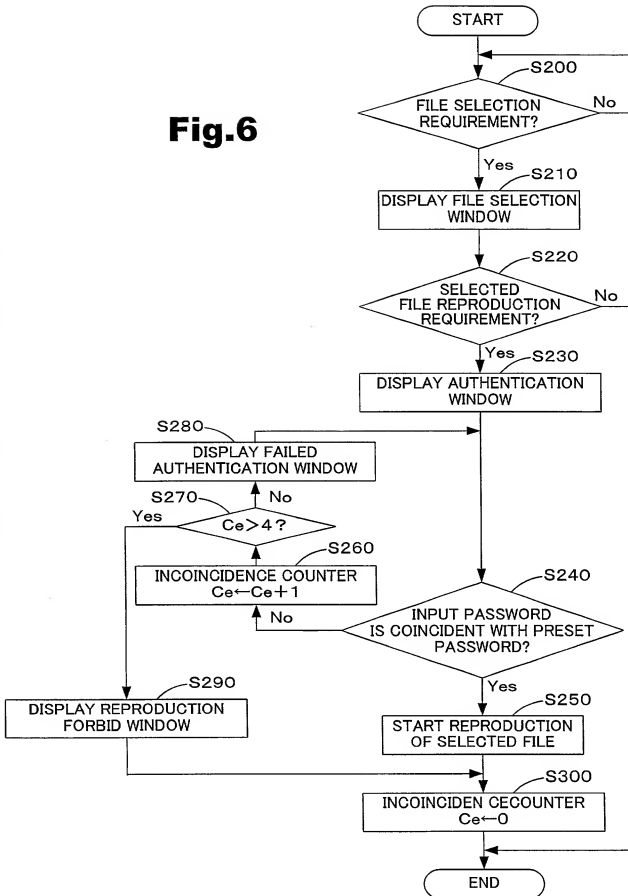 Fig.6
START
S200
FILE SELECTION
REQUIREMENT?
No
Yes
S210
DISPLAY FILE SELECTION
WINDOW
S220
SELECTED
FILE REPRODUCTION
REQUIREMENT?
No
Yes
S230
DISPLAY AUTHENTICATION
WINDOW
S280
DISPLAY FAILED
AUTHENTICATION WINDOW
S270
No
Yes
Ce>4?
S260
INCOINCIDENCE COUNTER
Ce←Ce+1
No
S240
INPUT PASSWORD
IS COINCIDENT WITH PRESET
PASSWORD?
Yes
S290
DISPLAY REPRODUCTION
FORBID WINDOW
S250
START REPRODUCTION
OF SELECTED FILE
S300
INCOINCIDEN CECOUNTER
Ce←0
END